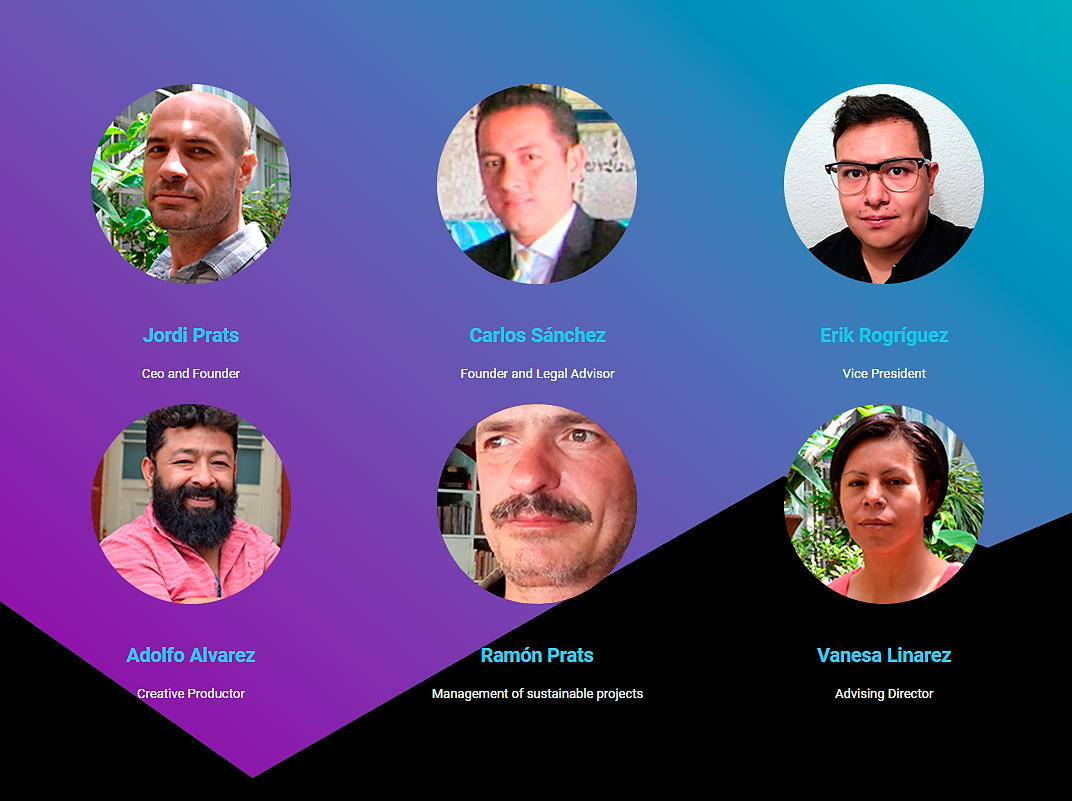 Jordi Prats
Ceo and Founder
Carlos Sánchez
Founder and Legal Advisor
Erik Rogríguez
Vice President
Adolfo Alvarez
Creative Productor
Ramón Prats
Management of sustainable projects
Vanesa Linarez
Advising Director